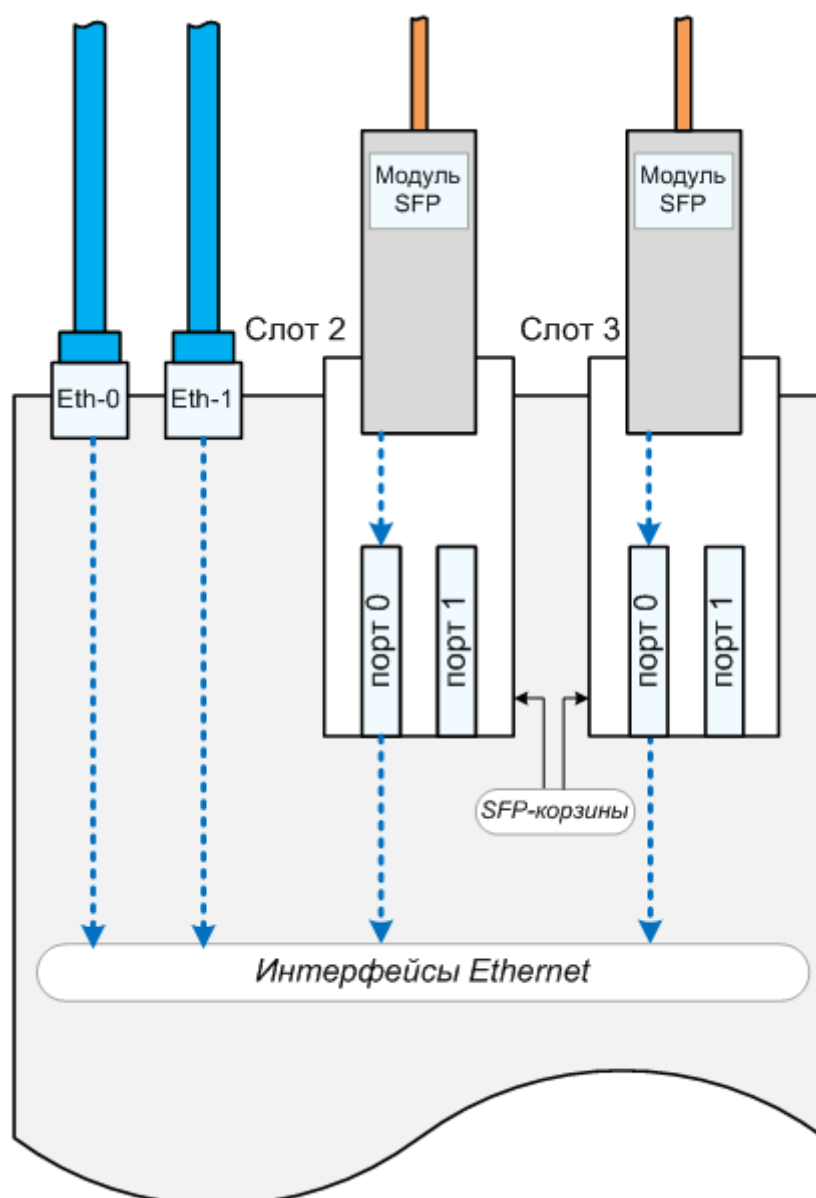 Модуль
SFP
Модуль
SFP
Слот 2
Слот 3
Eth-0
Eth-1
порт 0
порт 1
порт 0
порт 1
SFP-корзины
Интерфейсы Ethernet